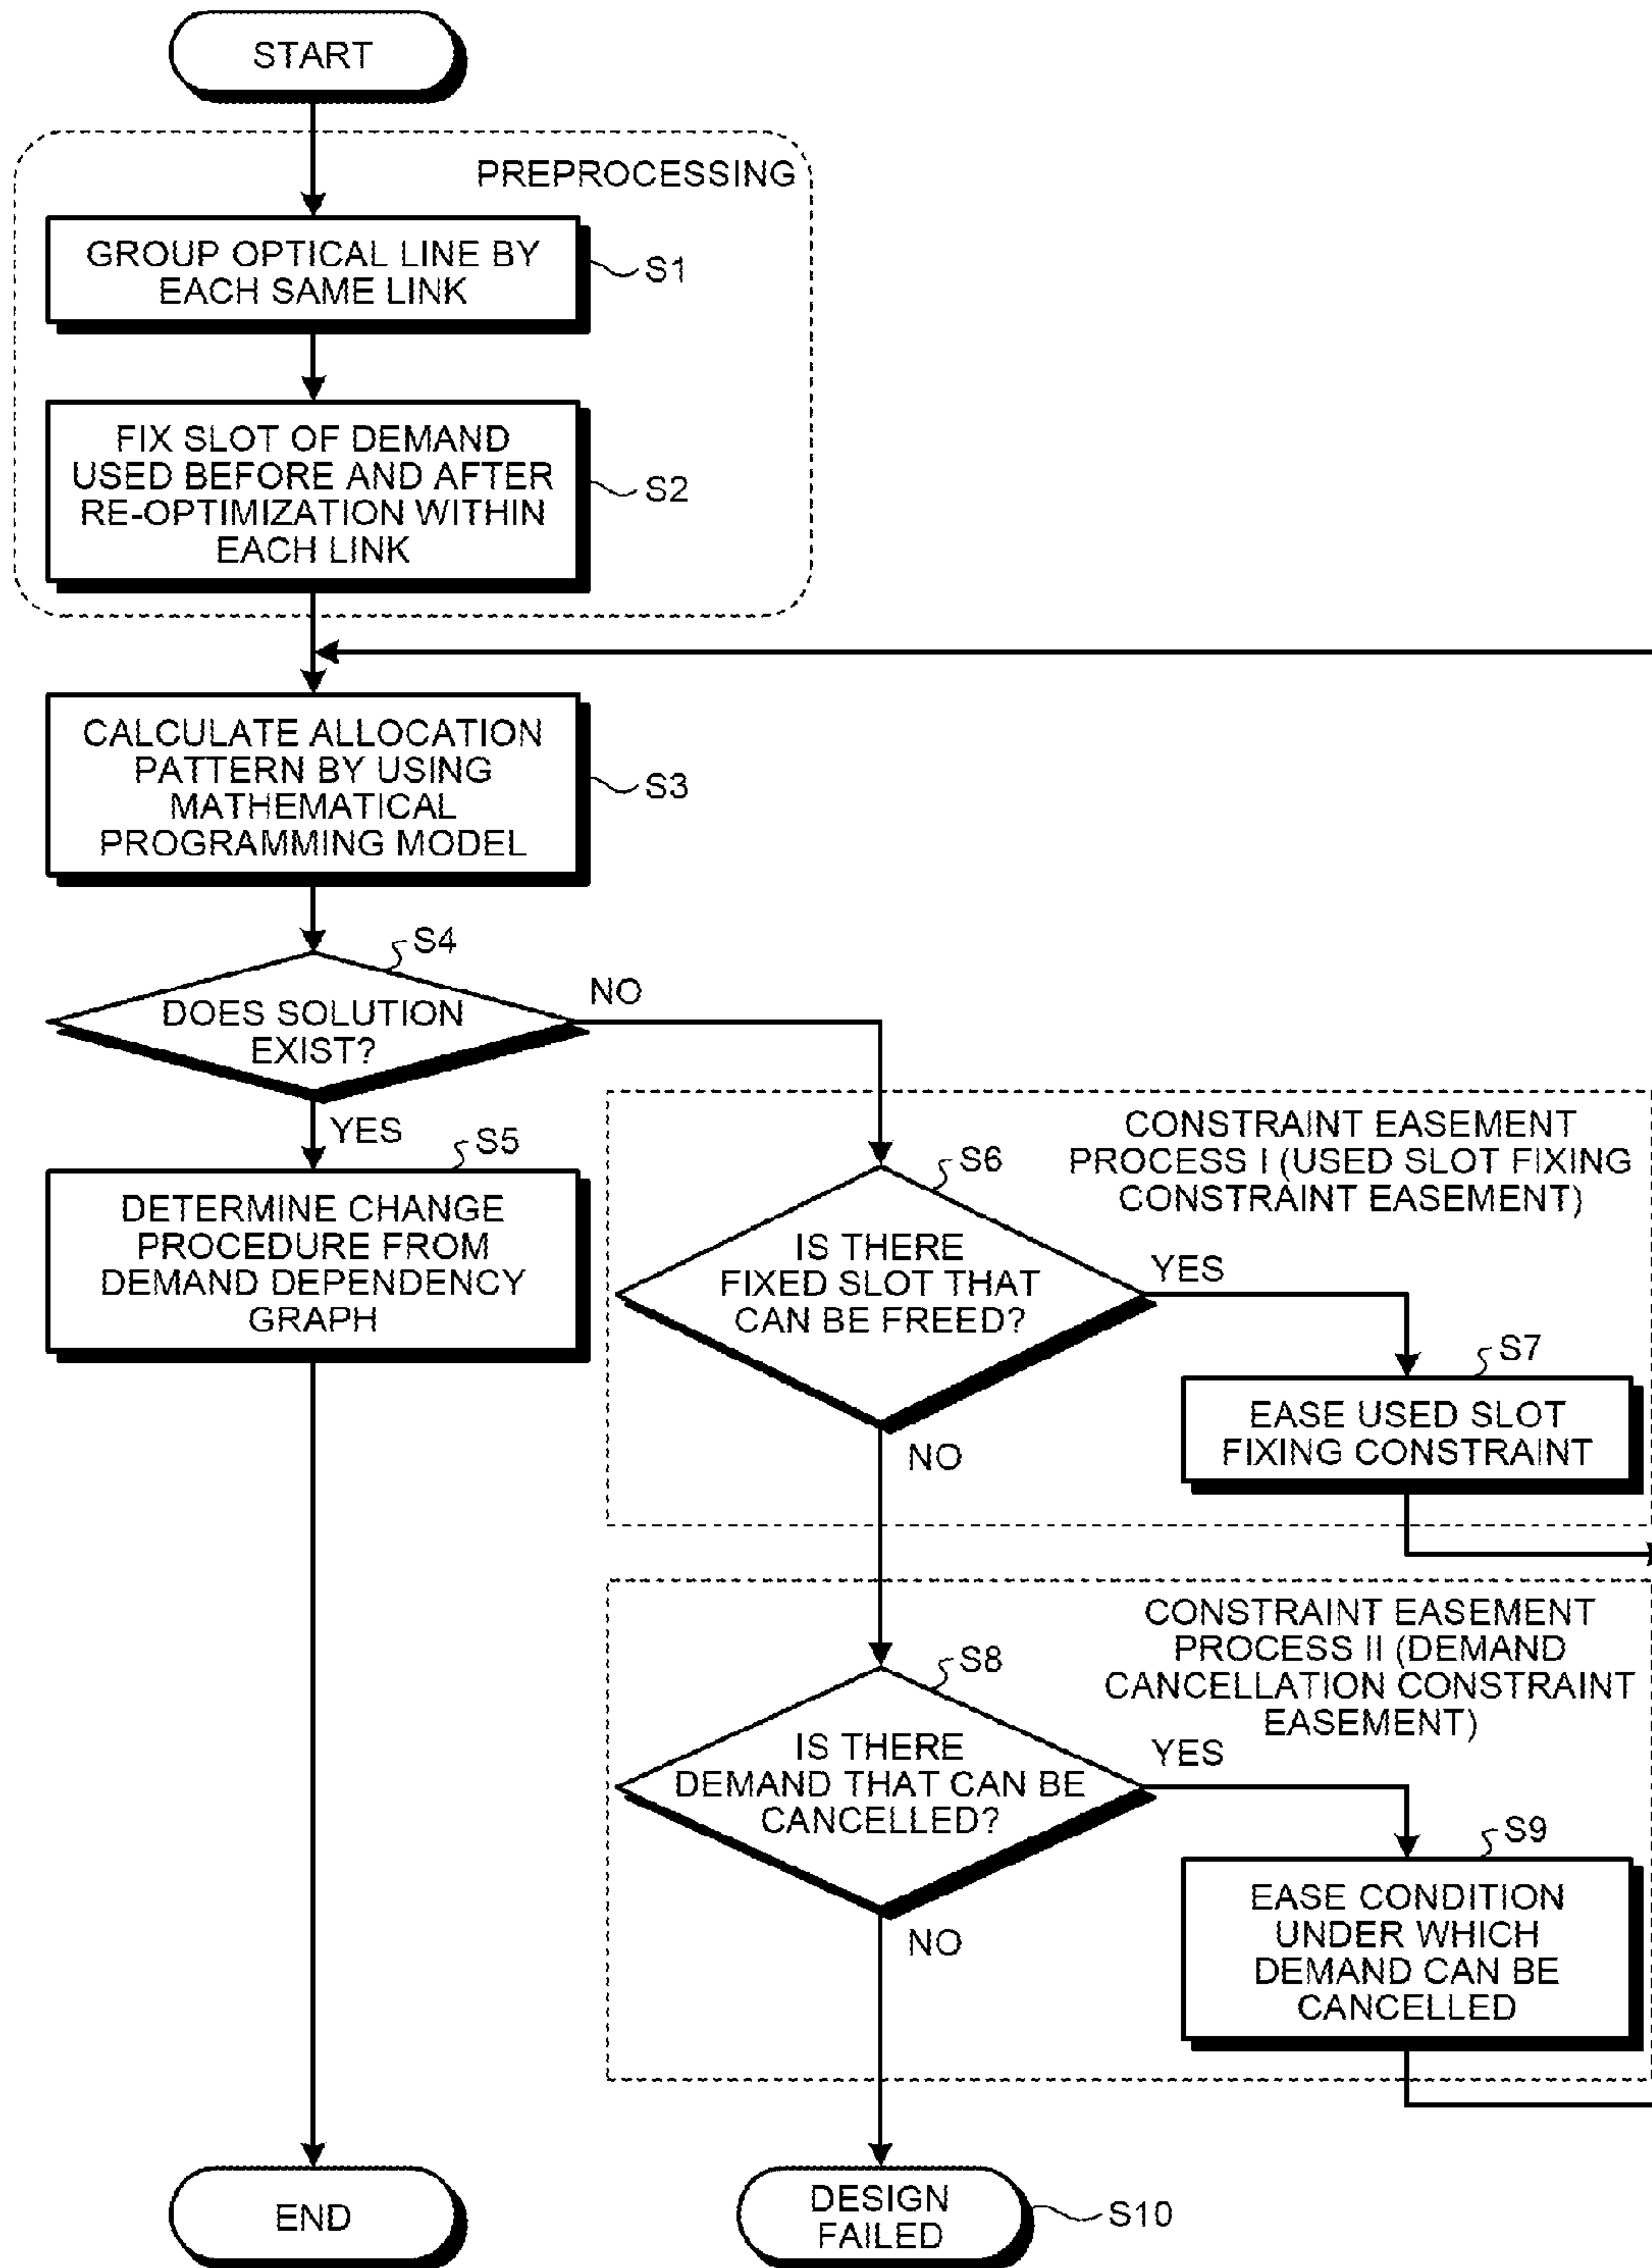 START
PREPROCESSING
GROUP OPTICAL LINE BY
EACH SAME LINK
S1
FIX SLOT OF DEMAND
USED BEFORE AND AFTER
RE-OPTIMIZATION WITHIN
EACH LINK
S2
CALCULATE ALLOCATION
PATTERN BY USING
MATHEMATICAL
PROGRAMMING MODEL
S3
S4
DOES SOLUTION
EXIST?
NO
YES
S5
DETERMINE CHANGE
PROCEDURE FROM
DEMAND DEPENDENCY
GRAPH
CONSTRAINT EASEMENT
PROCESS I (USED SLOT FIXING
CONSTRAINT EASEMENT)
S6
IS THERE
FIXED SLOT THAT
CAN BE FREED?
YES
NO
S7
EASE USED SLOT
FIXING CONSTRAINT
CONSTRAINT EASEMENT
PROCESS II (DEMAND
CANCELLATION CONSTRAINT
EASEMENT)
S8
IS THERE
DEMAND THAT CAN BE
CANCELLED?
YES
NO
S9
EASE CONDITION
UNDER WHICH
DEMAND CAN BE
CANCELLED
END
DESIGN
FAILED
S10